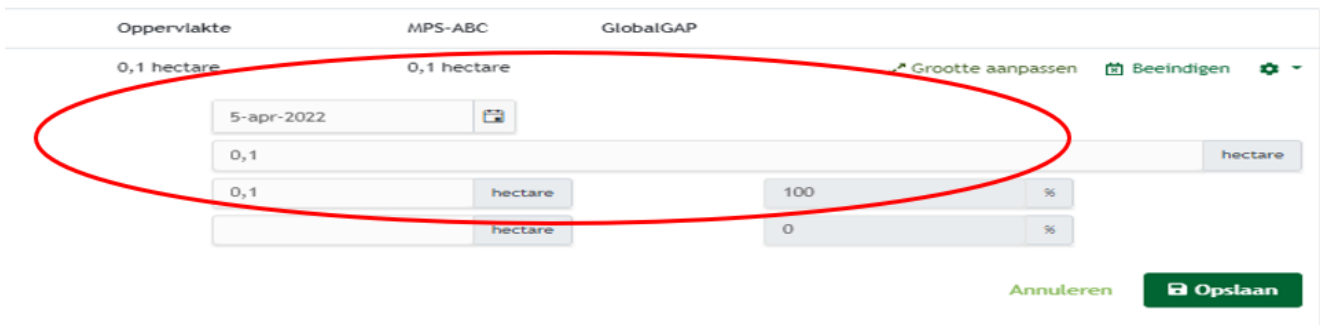 Oppervlakte MPS-ABC GlobalGAP
0,1 hectare 0,1 hectare Grootte aanpassen Beeindigen
5-apr-2022
0,1 hectare
0,1 hectare 100 %
hectare 0 %
Annuleren Opslaan